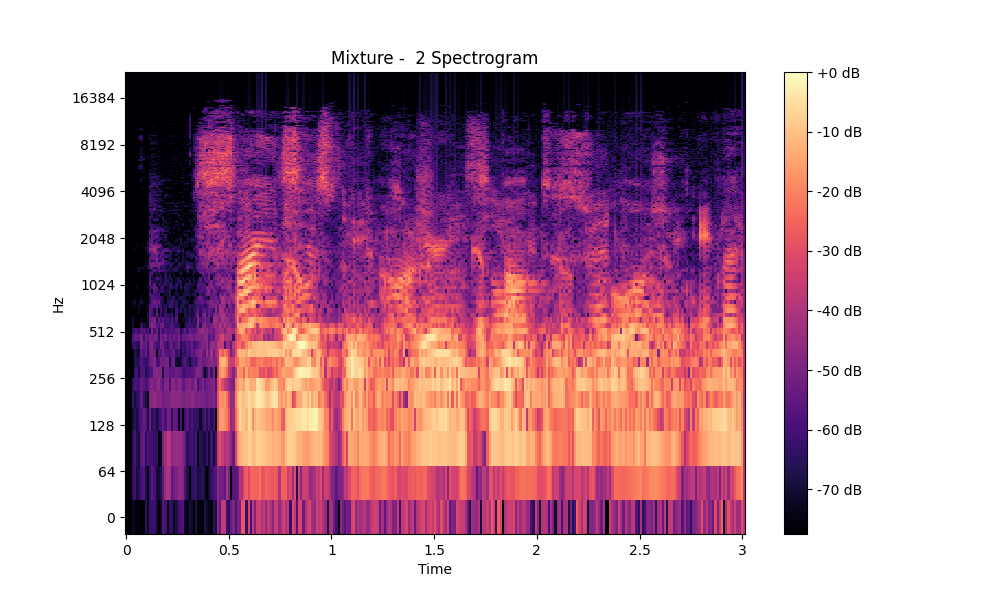 Mixture -  2 Spectrogram
+0 dB
16384
-10 dB
8192
4096
-20 dB
2048
-30 dB
1024
Hz
512
-40 dB
256
-50 dB
128
-60 dB
64
-70 dB
0
0 0.5 1 1.5 2 2.5 3
Time